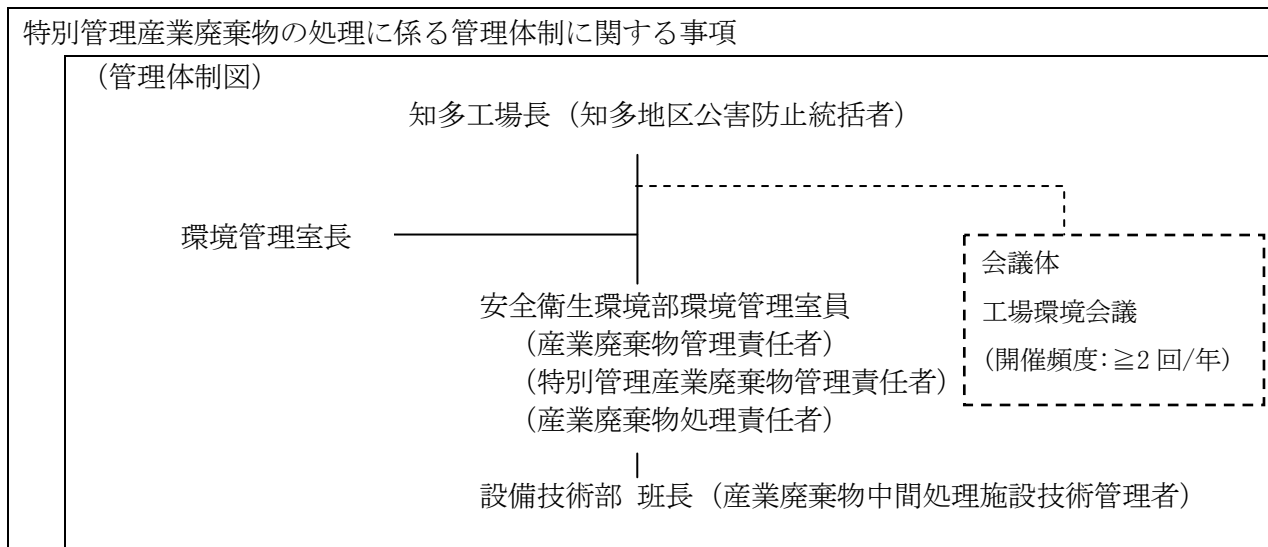 特別管理産業廃棄物の処理に係る管理体制に関する事項
（管理体制図）
知多工場長（知多地区公害防止統括者）
環境管理室長
会議体
工場環境会議
(開催頻度：≧2回/年)
安全衛生環境部環境管理室員
（産業廃棄物管理責任者）
(特別管理産業廃棄物管理責任者）
（産業廃棄物処理責任者）
設備技術部 班長（産業廃棄物中間処理施設技術管理者）